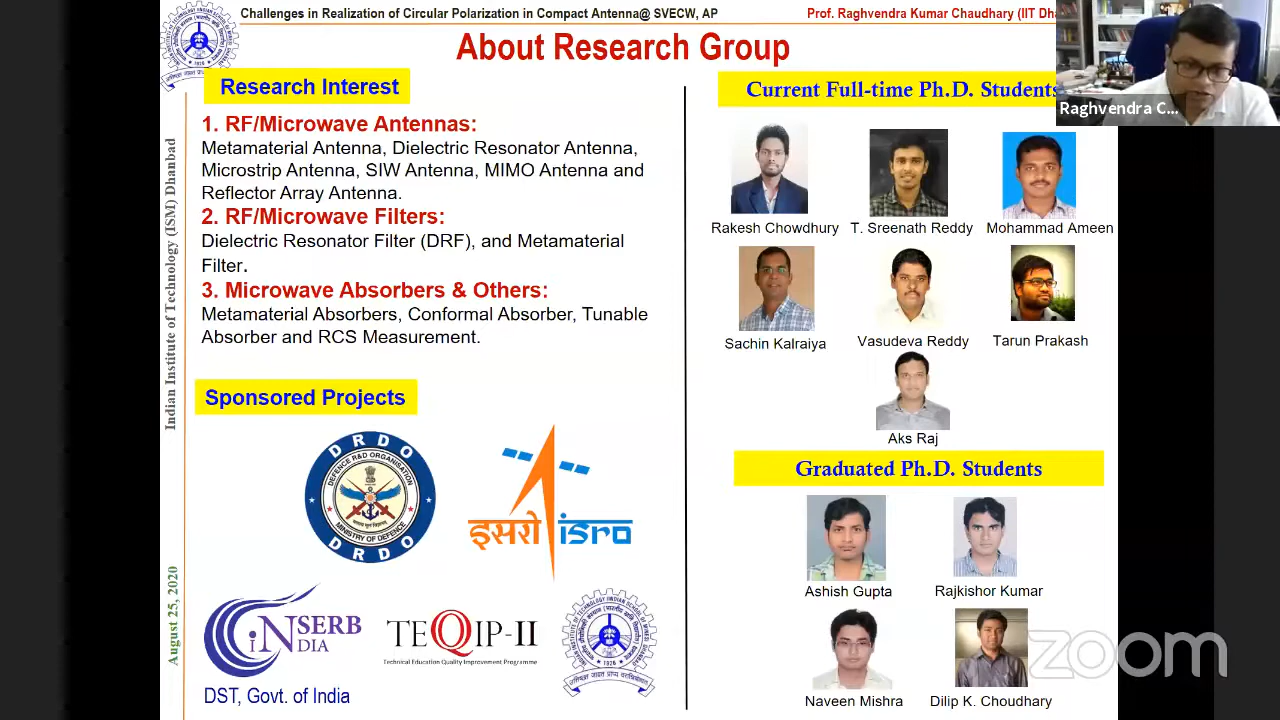 Challenges in Realization of Circular Polarization in Compact Antenna@ SVECW, AP
Prof. Raghvendra Kumar Chaudhary (IIT Dha
About Research Group
Raghvendra C...
Indian Institute of Technology (ISM) Dhanbad
August 25, 2020
Research Interest
1. RF/Microwave Antennas:
Metamaterial Antenna, Dielectric Resonator Antenna,
Microstrip Antenna, SIW Antenna, MIMO Antenna and
Reflector Array Antenna.
2. RF/Microwave Filters:
Dielectric Resonator Filter (DRF), and Metamaterial
Filter.
3. Microwave Absorbers & Others:
Metamaterial Absorbers, Conformal Absorber, Tunable
Absorber and RCS Measurement.
Sponsored Projects
DRDO
DEFENCE R&D ORGANISATION
MINISTRY OF DEFENCE
DRDO
इसरो isro
iNSERB
DIA
DST, Govt. of India
TEQIP-II
Technical Education Quality Improvement Programme
1926
Current Full-time Ph.D. Students
Rakesh Chowdhury
T. Sreenath Reddy
Mohammad Ameen
Sachin Kalraiya
Vasudeva Reddy
Tarun Prakash
Aks Raj
Graduated Ph.D. Students
Ashish Gupta
Rajkishor Kumar
Naveen Mishra
Dilip K. Choudhary
zoom